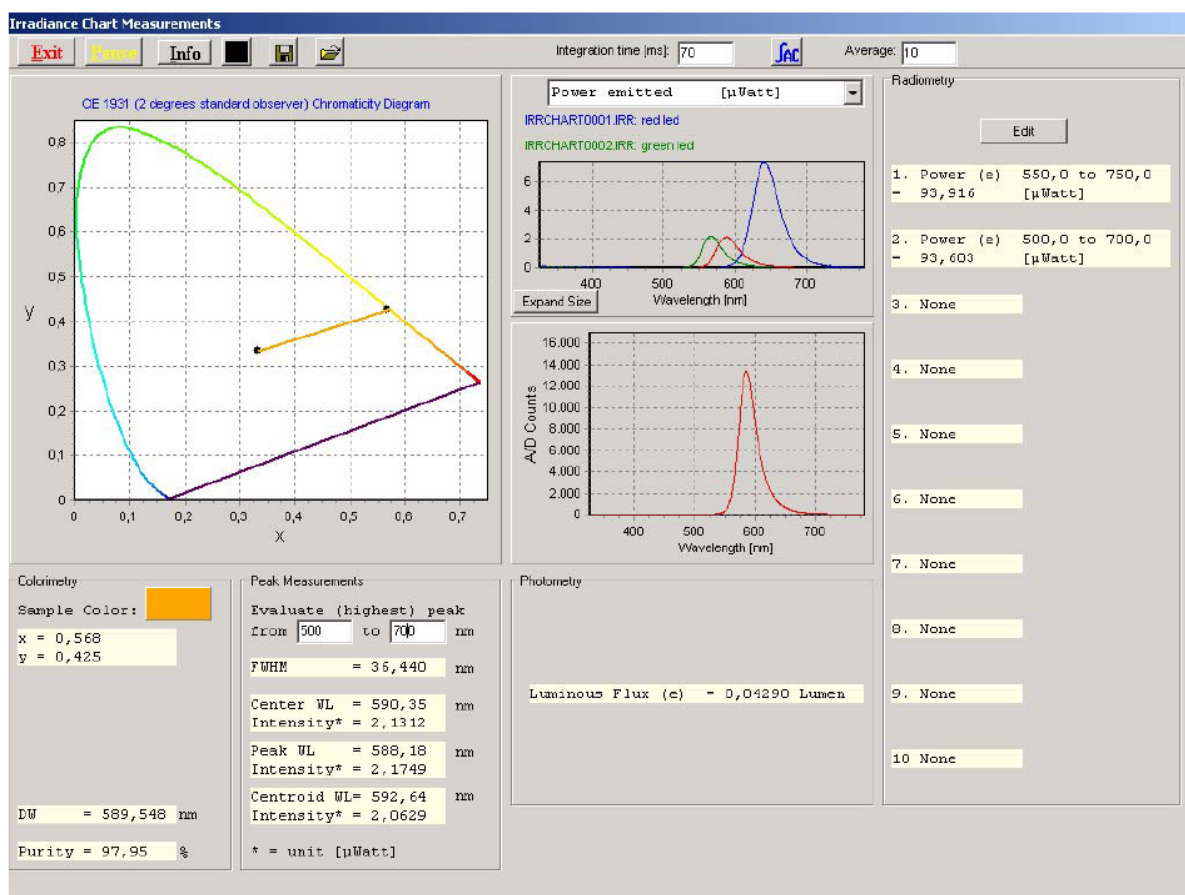 Irradiance Chart Measurements
Exit Pause Info Integration time [ms]: 70 SAC Average: 10
CIE 1931 (2 degrees standard observer) Chromaticity Diagram
0,8
0,7
0,6
0,5
0,4
0,3
0,2
0,1
0
y
0 0,1 0,2 0,3 0,4 0,5 0,6 0,7
x
Power emitted [µWatt]
IRRCHART0001.IRR: red led
IRRCHART0002.IRR: green led
6
4
2
0
400 500 600 700
Wavelength [nm]
Expand Size
16.000
14.000
12.000
10.000
8.000
6.000
4.000
2.000
0
A/D Counts
400 500 600 700
Wavelength [nm]
Radiometry
Edit
1. Power (e) 550,0 to 750,0
= 93,916 [µWatt]
2. Power (e) 500,0 to 700,0
= 93,603 [µWatt]
3. None
4. None
5. None
6. None
7. None
8. None
9. None
10 None
Colorimetry
Sample Color:
x = 0,568
y = 0,425
DW = 589,548 nm
Purity = 97,95 %
Peak Measurements
Evaluate (highest) peak
from 500 to 700 nm
FWHM = 36,440 nm
Center WL = 590,35 nm
Intensity* = 2,1312
Peak WL = 588,18 nm
Intensity* = 2,1749
Centroid WL= 592,64 nm
Intensity* = 2,0629
* = unit [µWatt]
Photometry
Luminous Flux (e) = 0,04290 Lumen